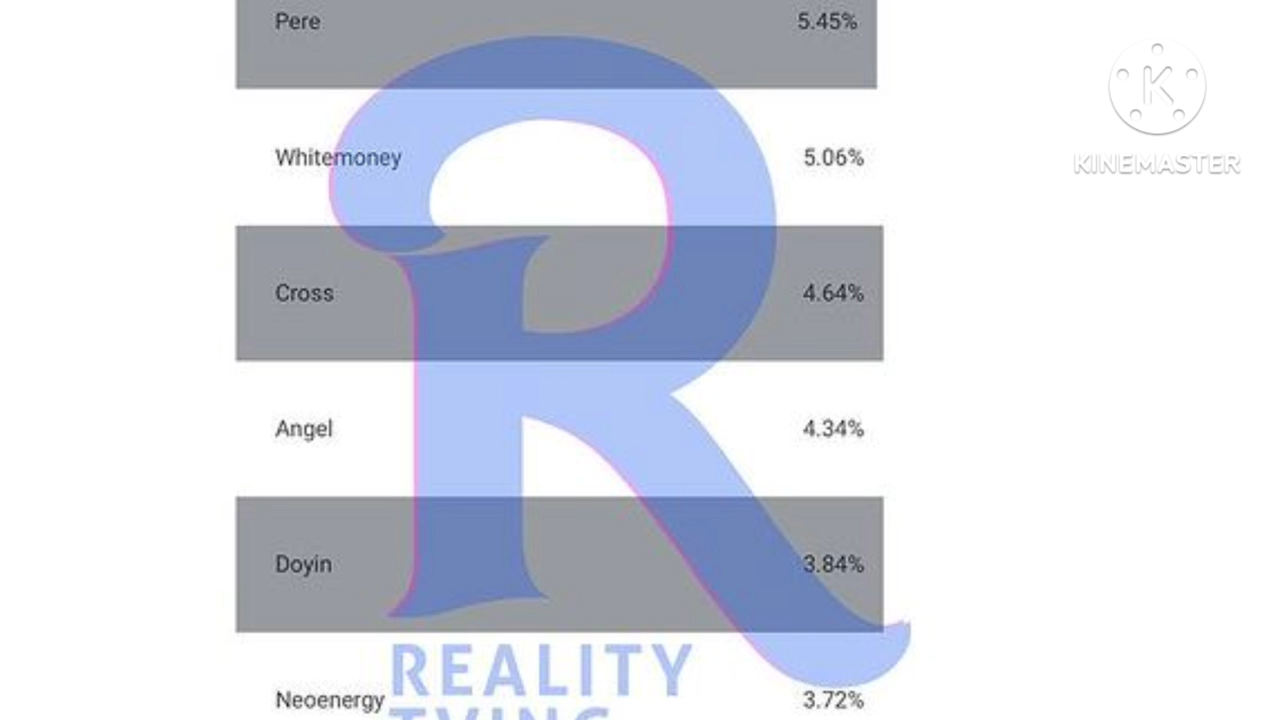 Pere 5.45%
Whitemoney 5.06%
K
KINEMASTER
Cross 4.64%
Angel 4.34%
Doyin 3.84%
REALITY
Neoenergy 3.72%